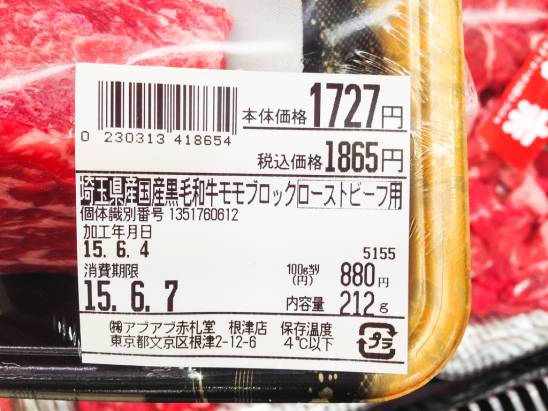 本体価格1727円
0 230313 418654
税込価格1865円
埼玉県産国産黒毛和牛モモブロック(ローストビーフ用
個体識別番号 1351760612
加工年月日
15.6.4
5155
消費期限
100g当り(円) 880円
15.6.7
内容量 212g
㈱アブアブ赤札堂 根津店 保存温度
東京都文京区根津2-12-6 4℃以下
プラ